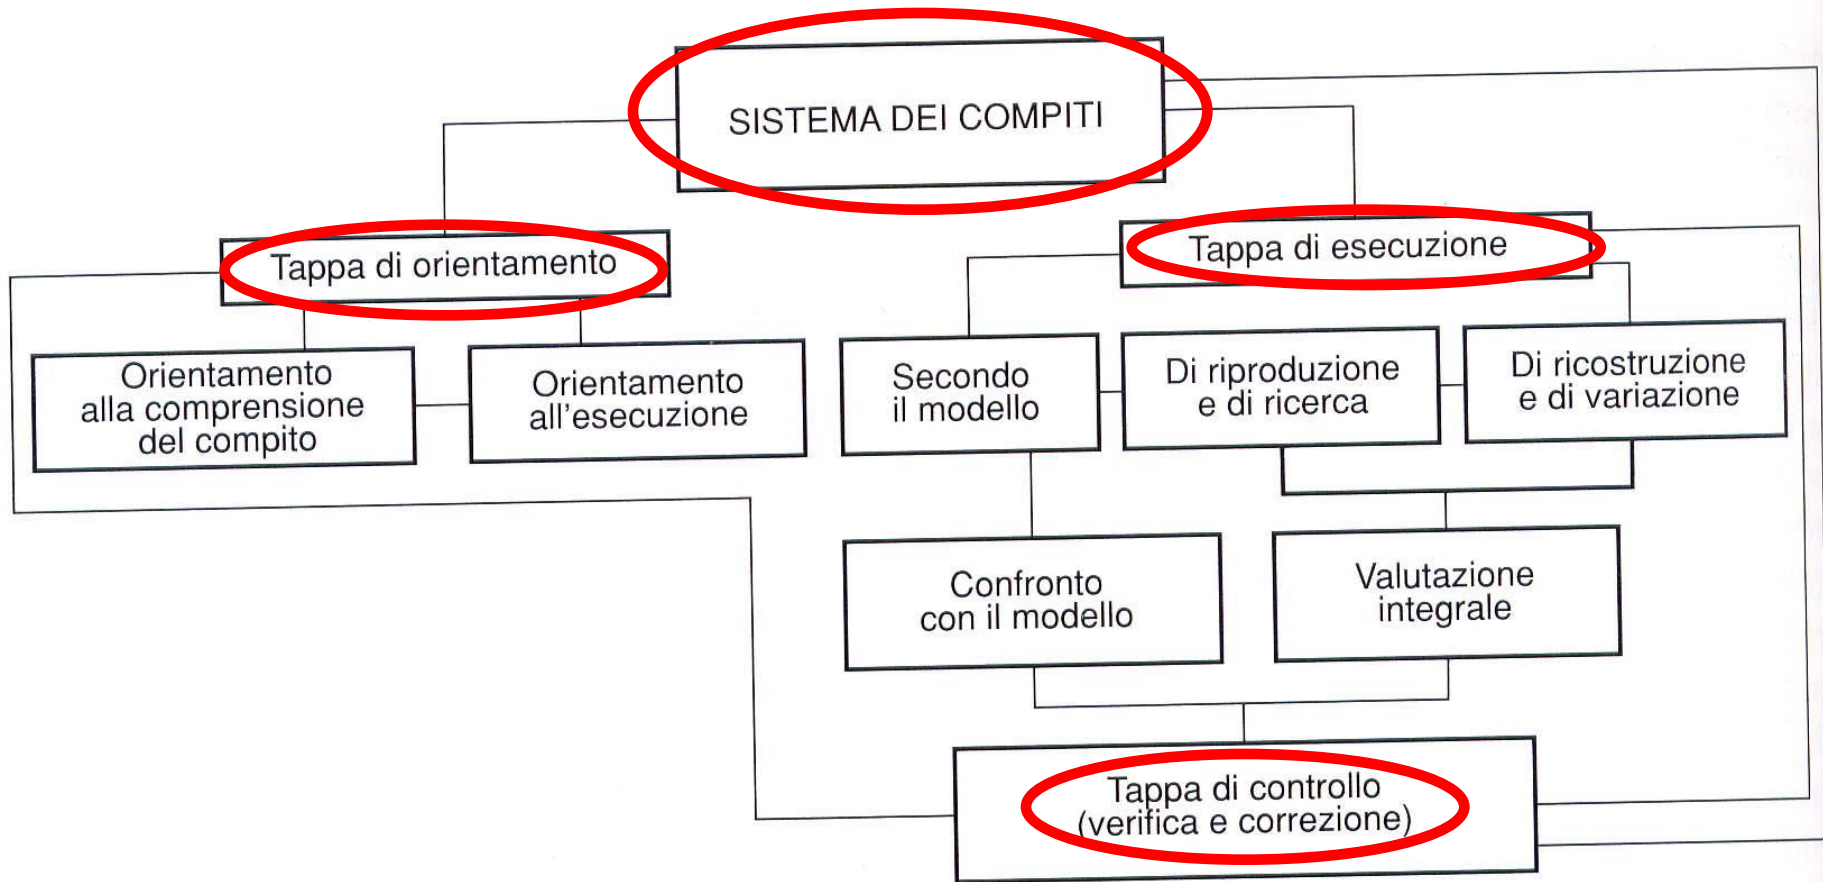 SISTEMA DEI COMPITI
Tappa di orientamento
Tappa di esecuzione
Orientamento
alla comprensione
del compito
Orientamento
all'esecuzione
Secondo
il modello
Di riproduzione
e di ricerca
Di ricostruzione
e di variazione
Confronto
con il modello
Valutazione
integrale
Tappa di controllo
(verifica e correzione)